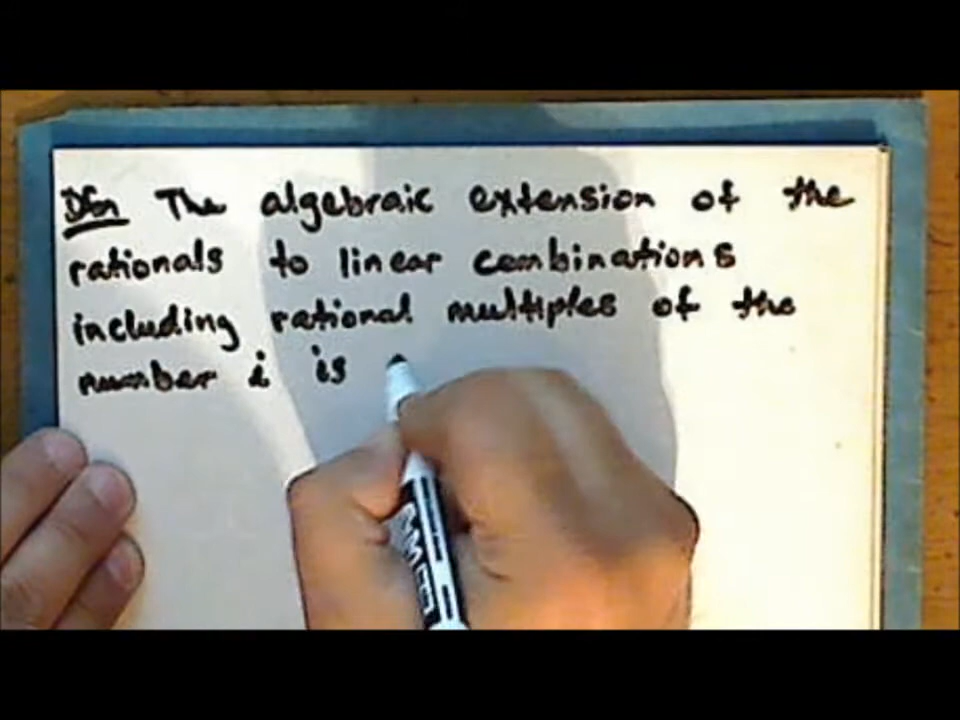 Dfn The algebraic extension of the
rationals to linear combinations
including rational multiples of the
number i is